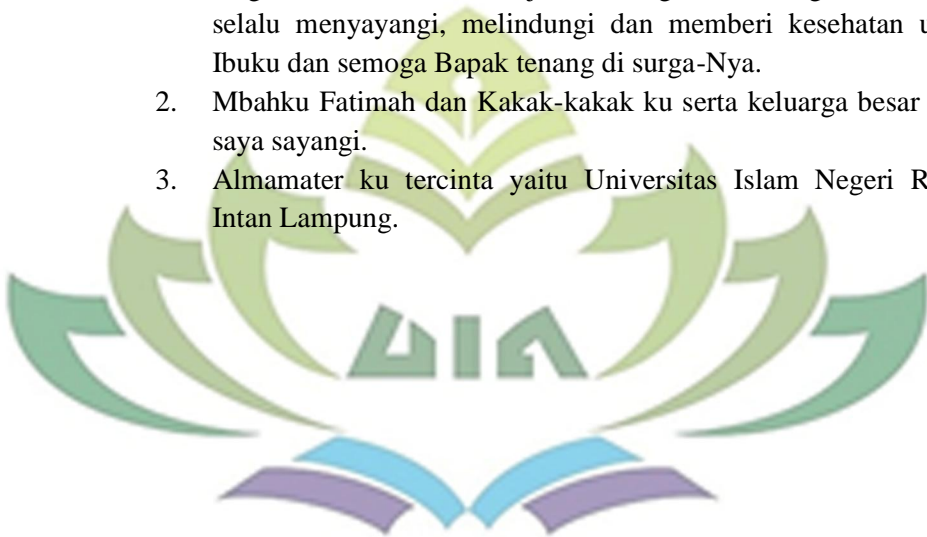 selalu menyayangi, melindungi dan memberi kesehatan
Ibuku dan semoga Bapak tenang di surga-Nya.
2. Mbahku Fatimah dan Kakak-kakak ku serta keluarga besar
saya sayangi.
3. Almamater ku tercinta yaitu Universitas Islam Negeri
Intan Lampung.
UIN